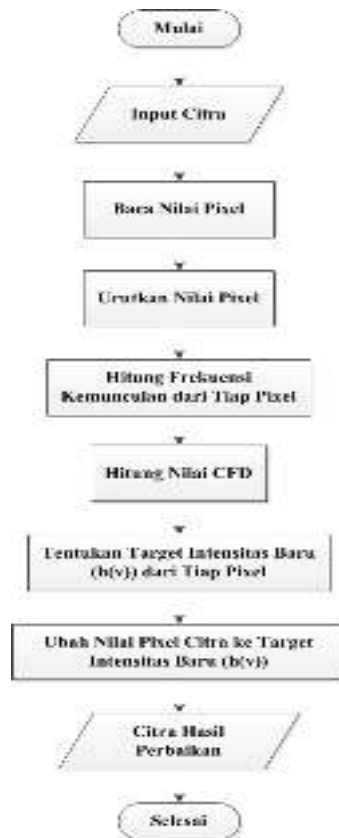 Mulai
Input Citra
Baca Nilai Pixel
Urutkan Nilai Pixel
Hitung Frekuensi
Kemunculan dari Tiap Pixel
Hitung Nilai CFD
Tentukan Target Intensitas Baru
(h(v)) dari Tiap Pixel
Ubah Nilai Pixel Citra ke Target
Intensitas Baru (h(v))
Citra Hasil
Perbaikan
Selesai